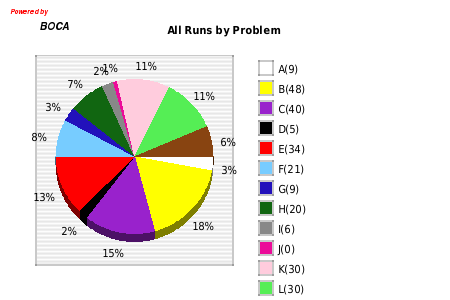 Powered by
BOCA
All Runs by Problem
1%
11%
2%
7%
11%
3%
8%
6%
3%
13%
18%
2%
15%
A(9)
B(48)
C(40)
D(5)
E(34)
F(21)
G(9)
H(20)
I(6)
J(0)
K(30)
L(30)